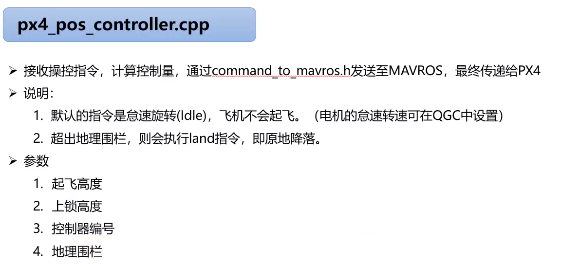 px4_pos_controller.cpp
➢ 接收操控指令，计算控制量，通过command_to_mavros.h发送至MAVROS，最终传递给PX4
➢ 说明：
1. 默认的指令是怠速旋转(Idle)，飞机不会起飞。（电机的怠速转速可在QGC中设置）
2. 超出地理围栏，则会执行land指令，即原地降落。
➢ 参数
1. 起飞高度
2. 上锁高度
3. 控制器编号
4. 地理围栏